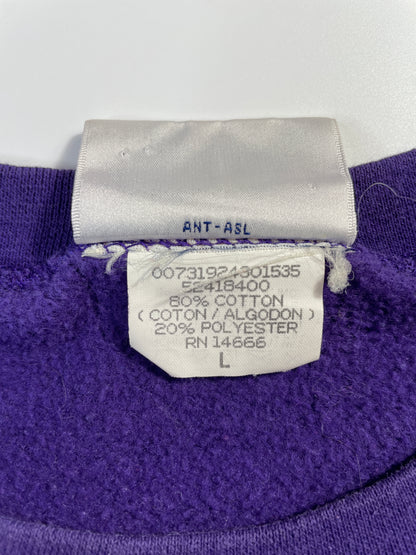 ANT-ASL
00731924301535
52418400
80% COTTON
( COTON / ALGODON )
20% POLYESTER
RN 14666
L